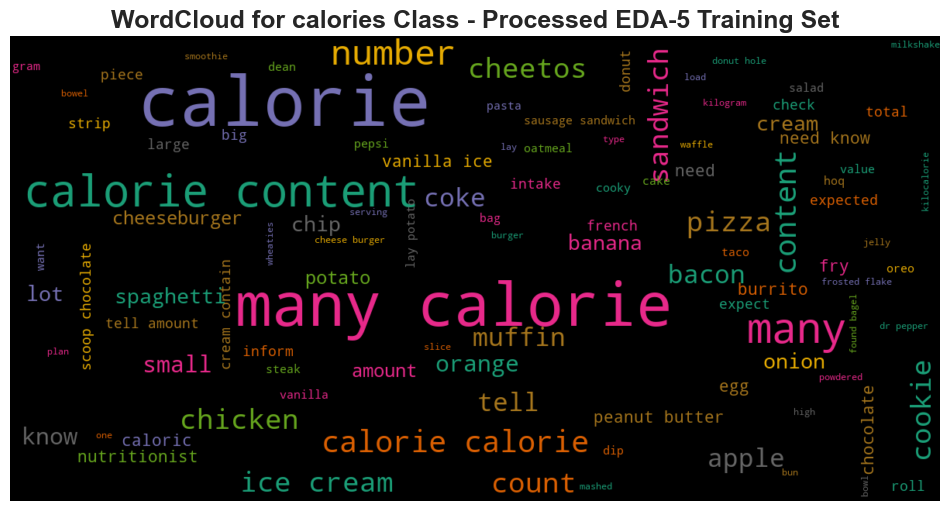 WordCloud for calories Class - Processed EDA-5 Training Set
milkshake
number
smoothie
gram
piece
dean
cheetos
donut
sandwich
donut hole
load
salad
calorie
bowel
pasta
kilogram
check
total
strip
big
sausage sandwich
cream
large
pepsi
lay
oatmeal
type
waffle
need know
vanilla ice
calorie content
coke
intake
cooky
cake
need
content
value
hoq
kilocalorie
expected
cheeseburger
chip
serving
lay potato
bag
french
pizza
wheaties
cheese burger
burger
banana
taco
jelly
want
scoop chocolate
cream contain
potato
bacon
fry
oreo
lot
spaghetti
burrito
frosted flake
many calorie
expect
found bagel
tell amount
many
dr pepper
muffin
plan
inform
slice
small
steak
amount
orange
onion
vanilla
egg
powdered
cookie
tell
chicken
peanut butter
high
chocolate
know
one
caloric
calorie calorie
dip
apple
nutritionist
bun
ice cream
count
mashed
bowl
roll